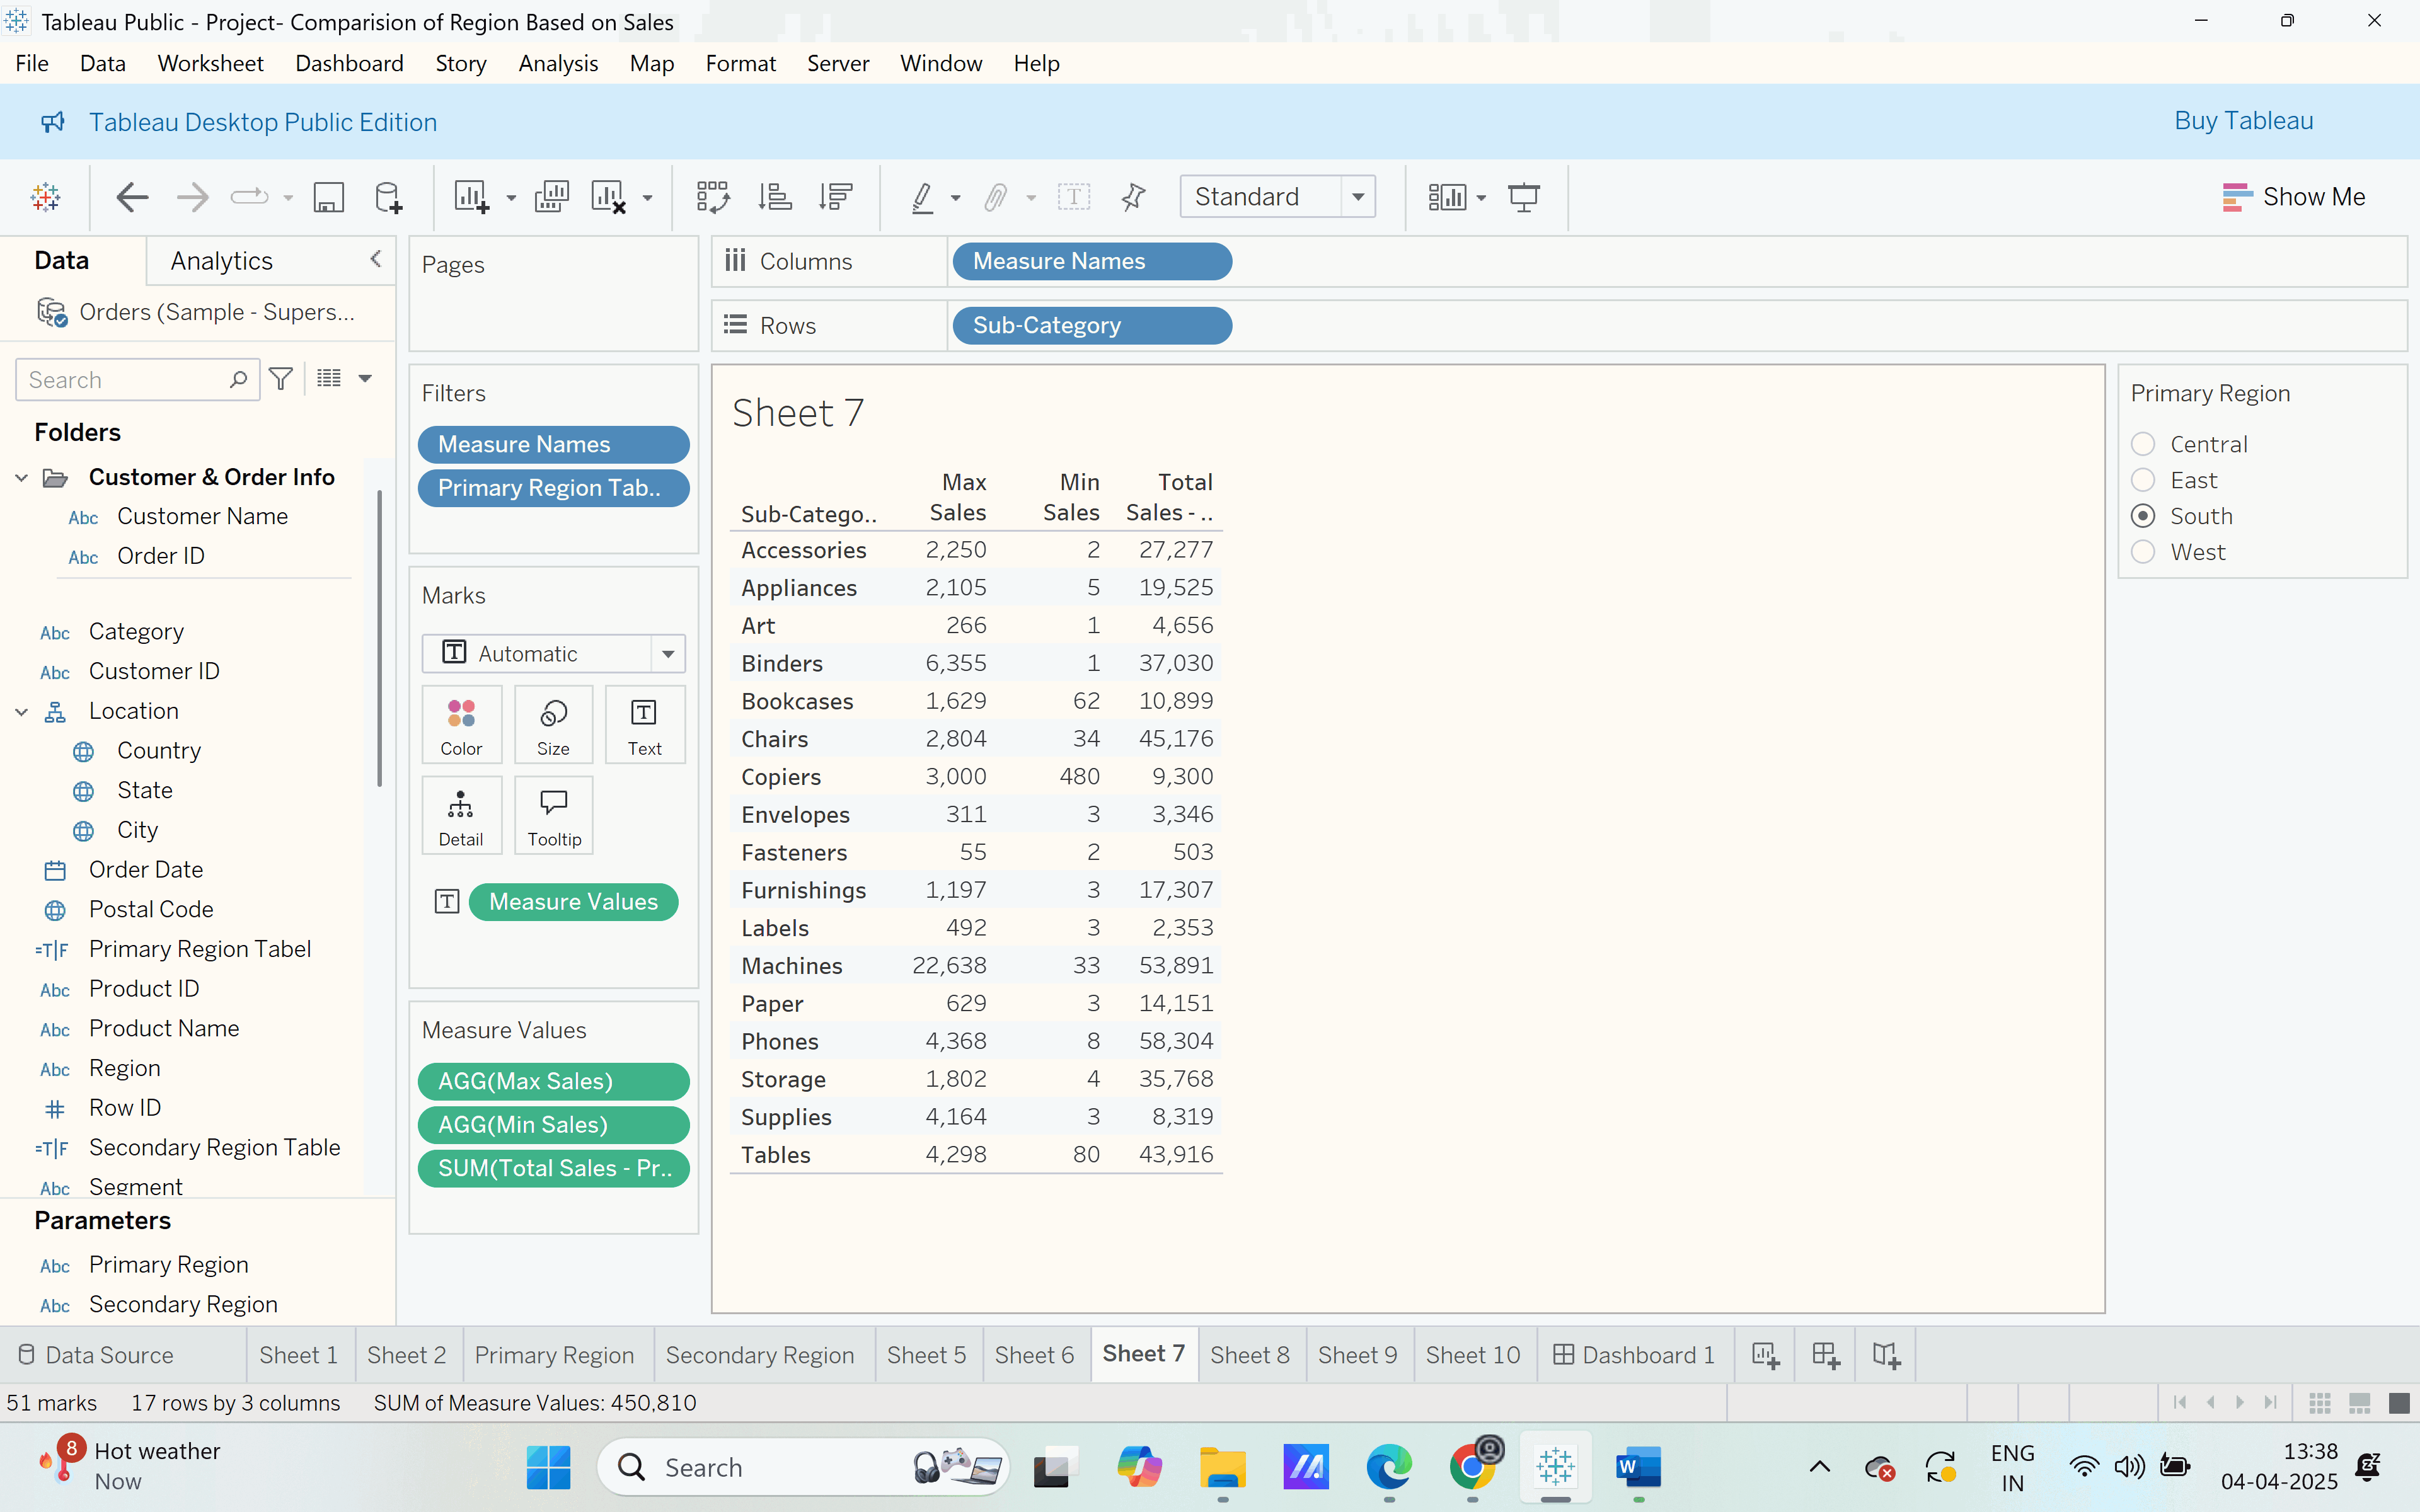 Tableau Public - Project- Comparision of Region Based on Sales
File Data Worksheet Dashboard Story Analysis Map Format Server Window Help
Tableau Desktop Public Edition
Buy Tableau
Standard
Show Me
Data
Analytics
Orders (Sample - Supers...
Search
Folders
Customer & Order Info
Abc Customer Name
Abc Order ID
Abc Category
Abc Customer ID
Location
Country
State
City
Order Date
Postal Code
=T|F Primary Region Tabel
Abc Product ID
Abc Product Name
Abc Region
# Row ID
=T|F Secondary Region Table
Abc Segment
Parameters
Abc Primary Region
Abc Secondary Region
Pages
Filters
Measure Names
Primary Region Tab..
Marks
T Automatic
Color Size Text
Detail Tooltip
T Measure Values
Measure Values
AGG(Max Sales)
AGG(Min Sales)
SUM(Total Sales - Pr..
Columns Measure Names
Rows Sub-Category
Sheet 7
Sub-Catego.. Max Sales Min Sales Total Sales - ..
Accessories 2,250 2 27,277
Appliances 2,105 5 19,525
Art 266 1 4,656
Binders 6,355 1 37,030
Bookcases 1,629 62 10,899
Chairs 2,804 34 45,176
Copiers 3,000 480 9,300
Envelopes 311 3 3,346
Fasteners 55 2 503
Furnishings 1,197 3 17,307
Labels 492 3 2,353
Machines 22,638 33 53,891
Paper 629 3 14,151
Phones 4,368 8 58,304
Storage 1,802 4 35,768
Supplies 4,164 3 8,319
Tables 4,298 80 43,916
Primary Region
Central
East
South
West
Data Source Sheet 1 Sheet 2 Primary Region Secondary Region Sheet 5 Sheet 6 Sheet 7 Sheet 8 Sheet 9 Sheet 10 Dashboard 1
51 marks 17 rows by 3 columns SUM of Measure Values: 450,810
8 Hot weather
Now
Search
W
ENG
IN
13:38
04-04-2025